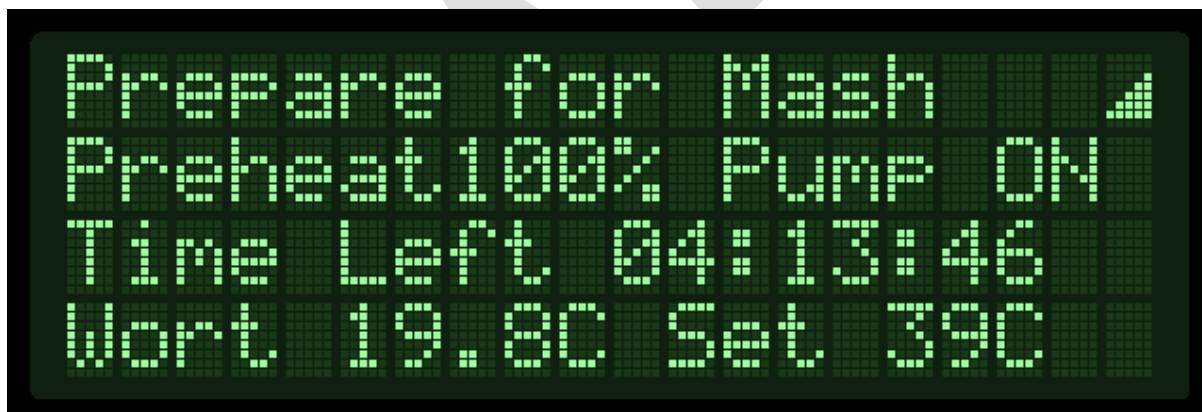 Prepare for Mash
Preheat100% Pump ON
Time Left 04:13:46
Wort 19.8C Set 39C